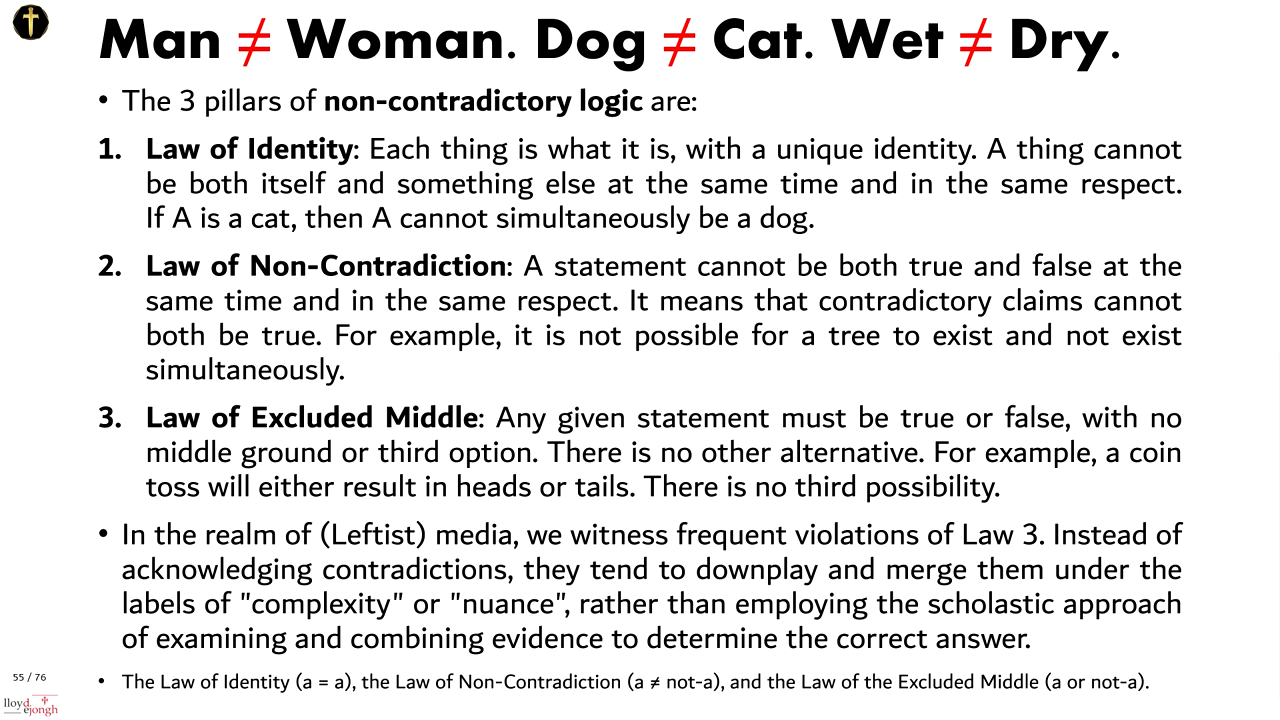 Man ≠ Woman. Dog ≠ Cat. Wet ≠ Dry.
• The 3 pillars of non-contradictory logic are:
1. Law of Identity: Each thing is what it is, with a unique identity. A thing cannot
be both itself and something else at the same time and in the same respect.
If A is a cat, then A cannot simultaneously be a dog.
2. Law of Non-Contradiction: A statement cannot be both true and false at the
same time and in the same respect. It means that contradictory claims cannot
both be true. For example, it is not possible for a tree to exist and not exist
simultaneously.
3. Law of Excluded Middle: Any given statement must be true or false, with no
middle ground or third option. There is no other alternative. For example, a coin
toss will either result in heads or tails. There is no third possibility.
• In the realm of (Leftist) media, we witness frequent violations of Law 3. Instead of
acknowledging contradictions, they tend to downplay and merge them under the
labels of "complexity" or "nuance", rather than employing the scholastic approach
of examining and combining evidence to determine the correct answer.
• The Law of Identity (a = a), the Law of Non-Contradiction (a ≠ not-a), and the Law of the Excluded Middle (a or not-a).
55 / 76
lloyd
ejongh